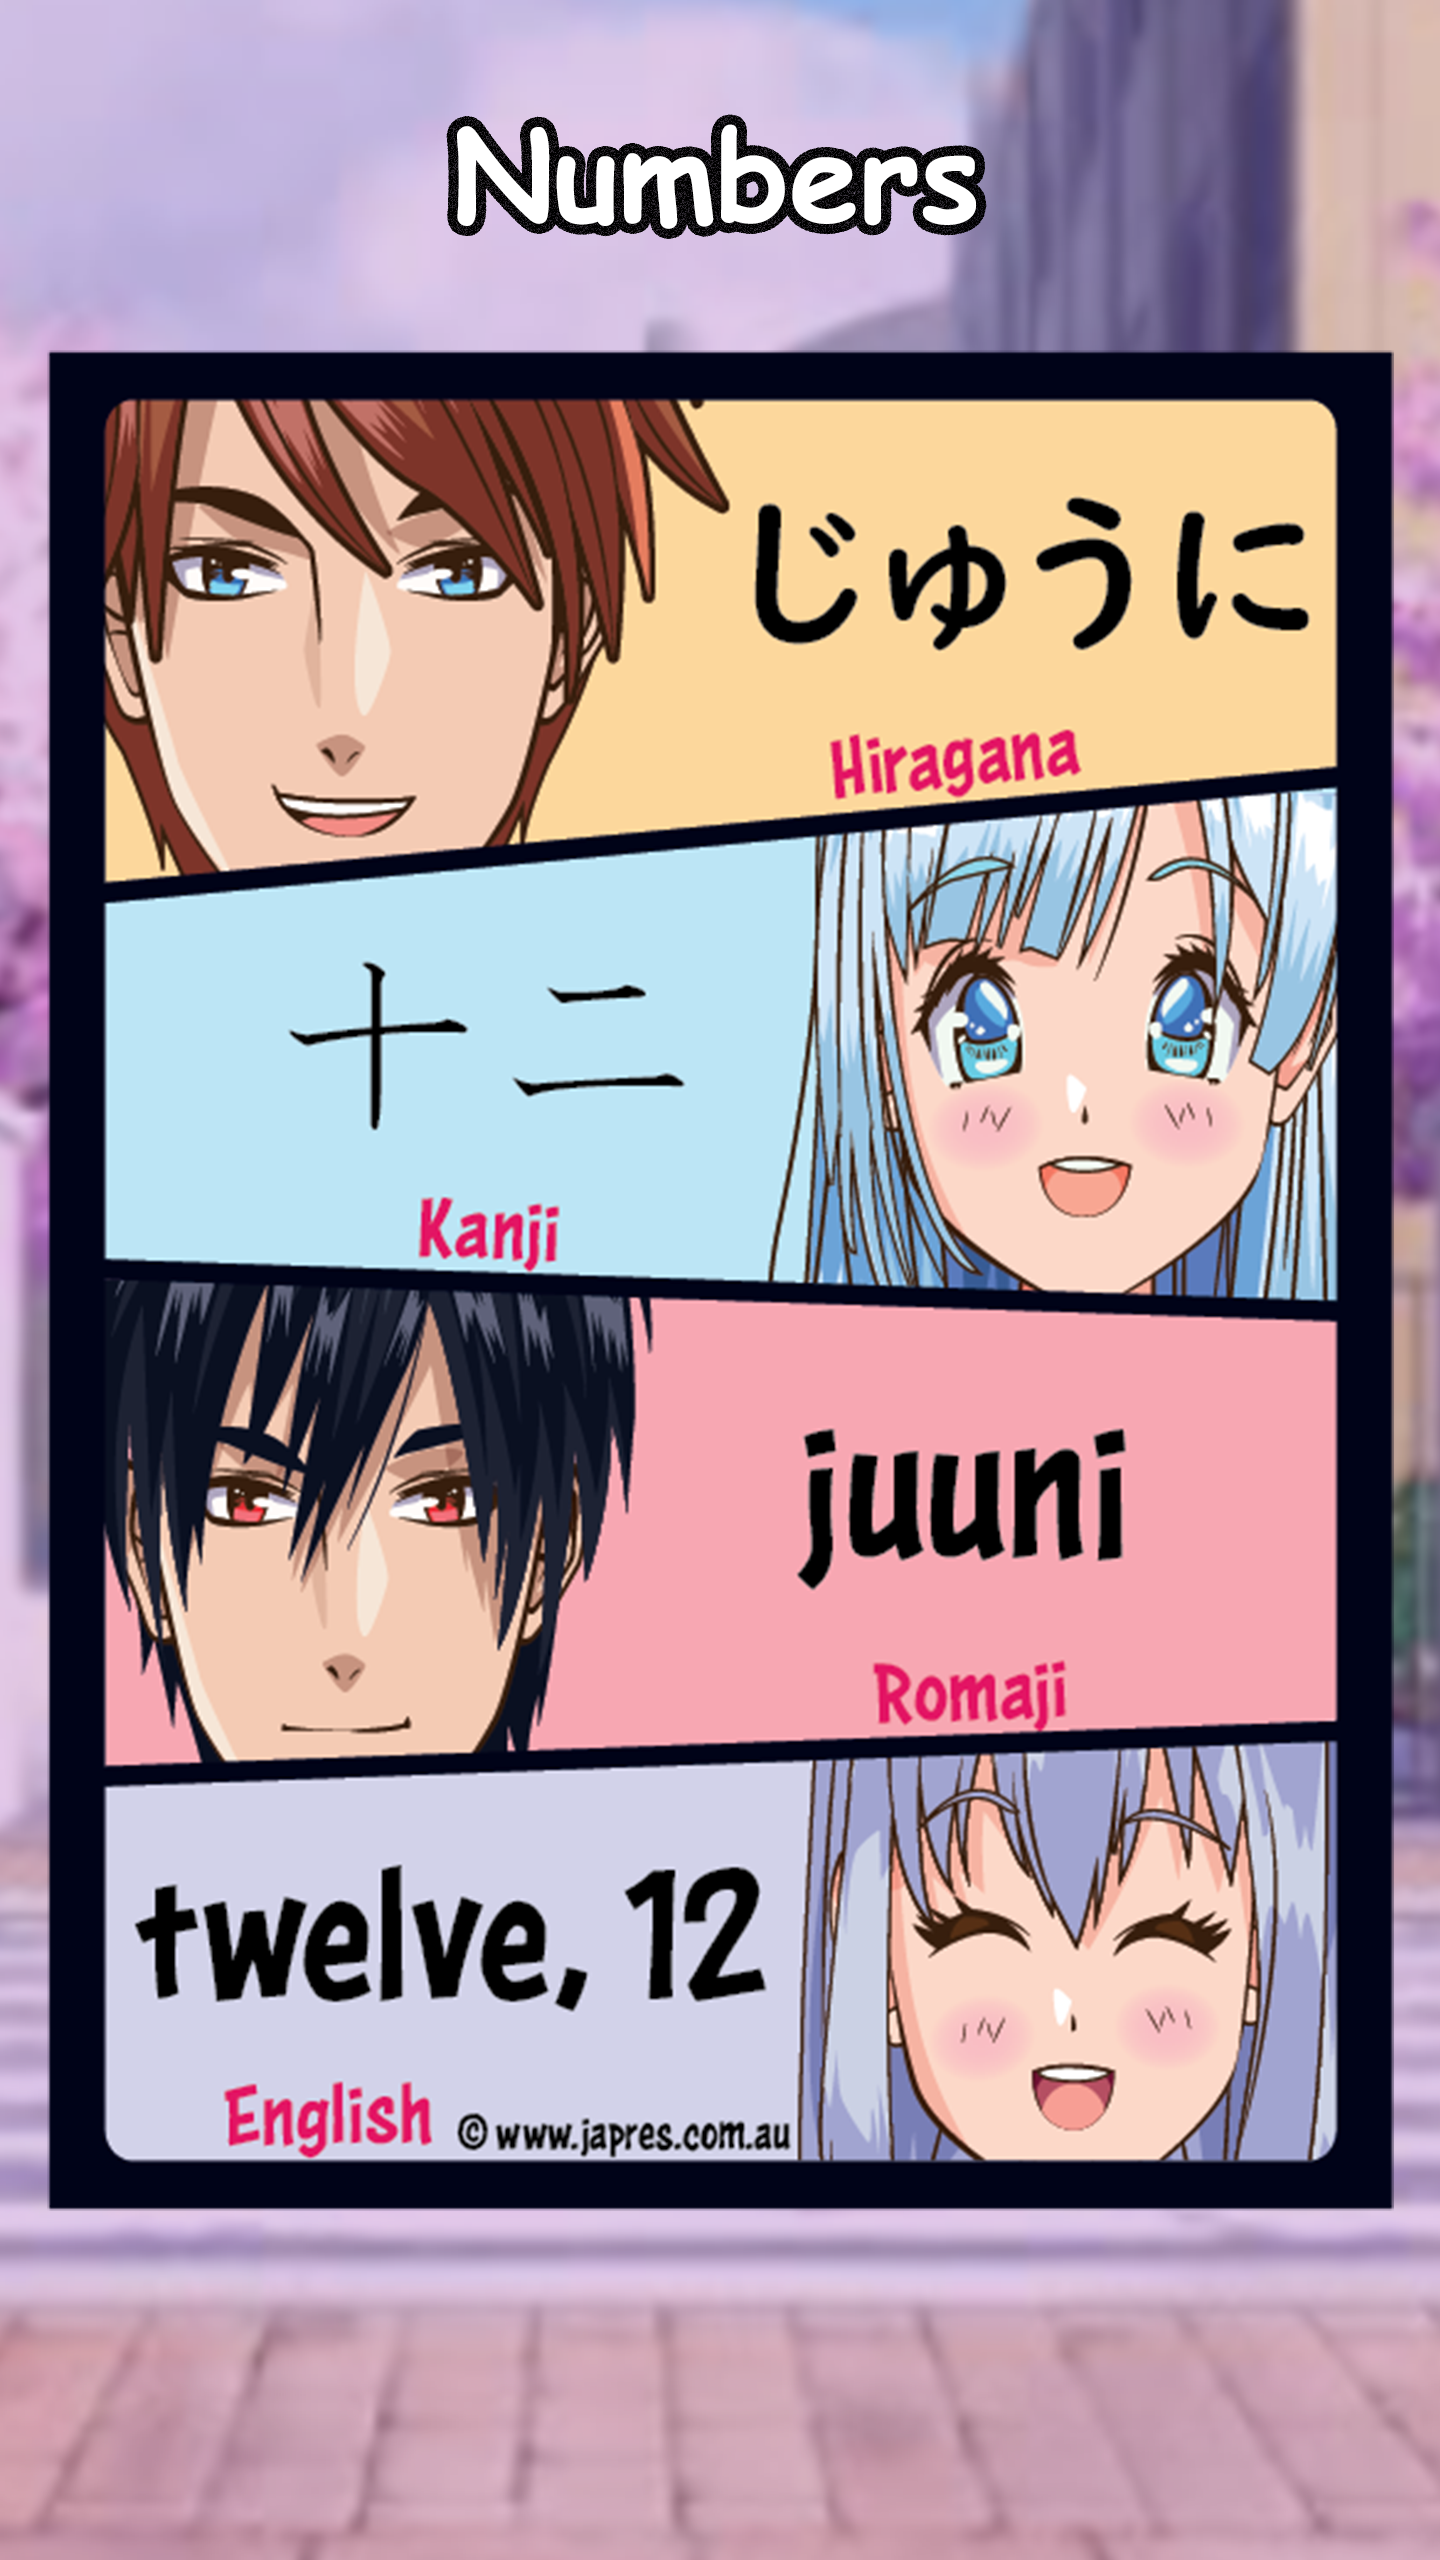 Numbers
じゅうに
Hiragana
十二
Kanji
juuni
Romaji
twelve, 12
English
© www.japres.com.au